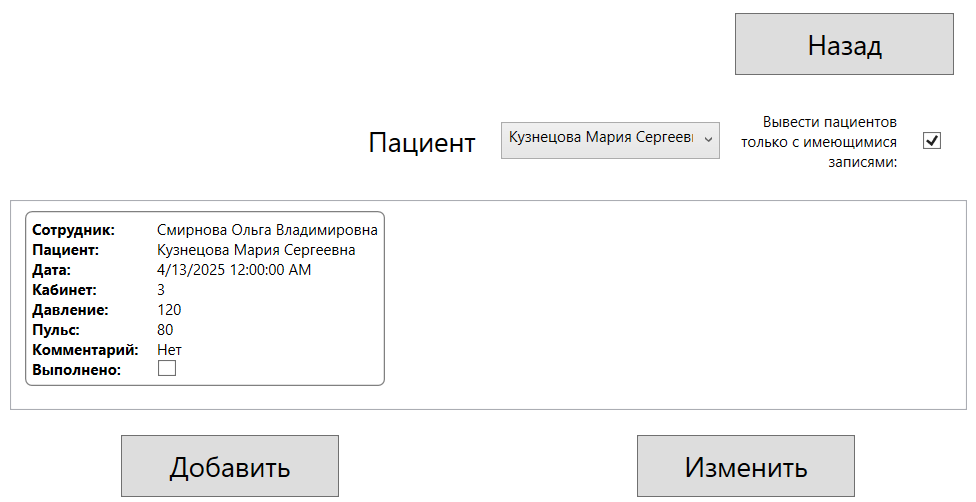 Назад
Пациент
Кузнецова Мария Сергеев
Вывести пациентов
только с имеющимися
записями:
Сотрудник: Смирнова Ольга Владимировна
Пациент: Кузнецова Мария Сергеевна
Дата: 4/13/2025 12:00:00 AM
Кабинет: 3
Давление: 120
Пульс: 80
Комментарий: Нет
Выполнено:
Добавить
Изменить